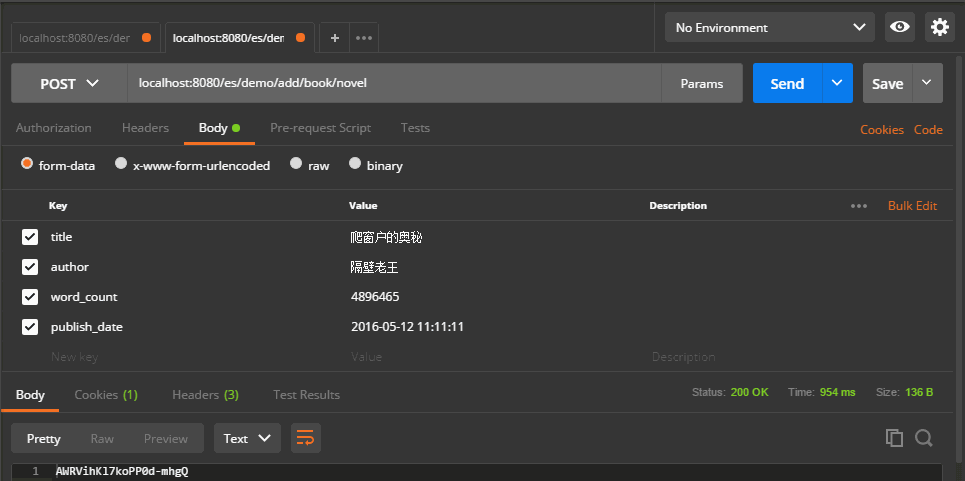 localhost:8080/es/der localhost:8080/es/dem + ••• No Environment
POST localhost:8080/es/demo/add/book/novel Params Send Save
Authorization Headers Body Pre-request Script Tests Cookies Code
form-data x-www-form-urlencoded raw binary
Key Value Description ••• Bulk Edit
title 爬窗户的奥秘
author 隔壁老王
word_count 4896465
publish_date 2016-05-12 11:11:11
New key Value Description
Body Cookies (1) Headers (3) Test Results Status: 200 OK Time: 954 ms Size: 136 B
Pretty Raw Preview Text
1 AWRVihKl7koPP0d-mhgQ